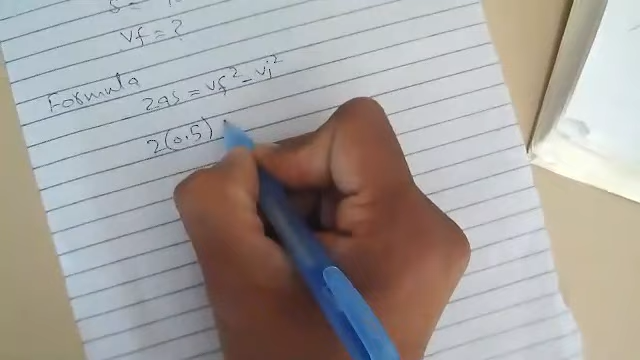 Vf = ?
Formula
2as = vf² - vi²
2(0.5)